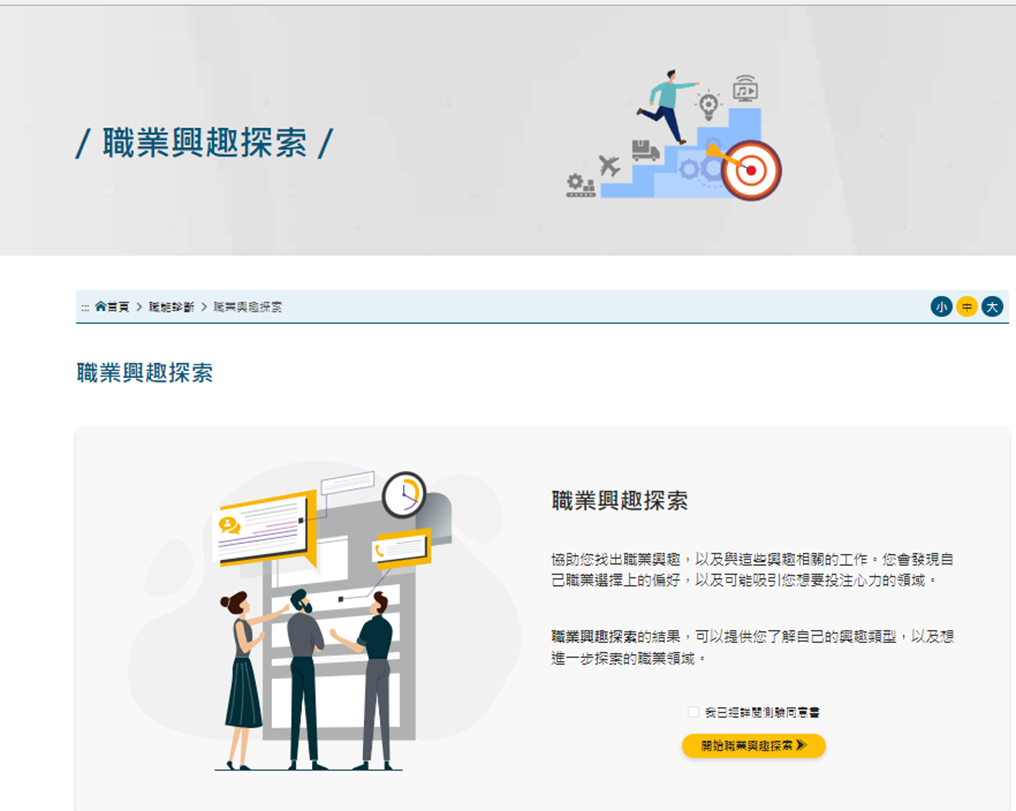 / 職業興趣探索 /
::: 首頁 > 職能診斷 > 職業興趣探索
小 中 大
職業興趣探索
職業興趣探索
協助您找出職業興趣，以及與這些興趣相關的工作。您會發現自
己職業選擇上的偏好，以及可能吸引您想要投注心力的領域。
職業興趣探索的結果，可以提供您了解自己的興趣類型，以及想
進一步探索的職業領域。
我已經詳閱測驗同意書
開始職業興趣探索